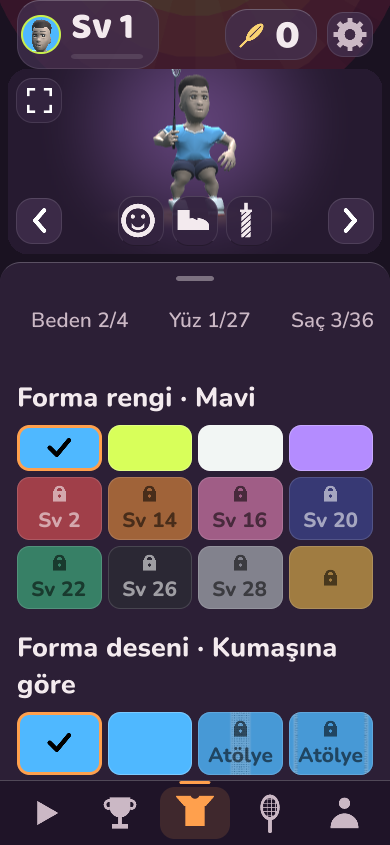 Sv 1
0
Beden 2/4
Yüz 1/27
Saç 3/36
Forma rengi · Mavi
Sv 2
Sv 14
Sv 16
Sv 20
Sv 22
Sv 26
Sv 28
Forma deseni · Kumaşına
göre
Atölye
Atölye